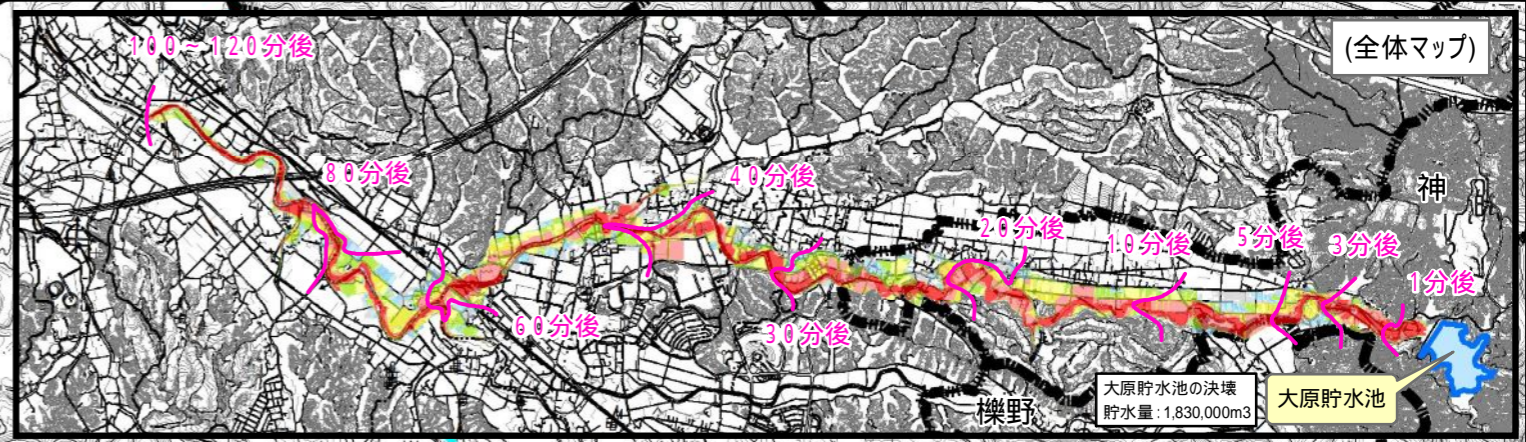 (全体マップ)
100~120分後
80分後
40分後
神
20分後
10分後
5分後
3分後
1分後
60分後
30分後
大原貯水池の決壊
貯水量:1,830,000m3
大原貯水池
櫟野